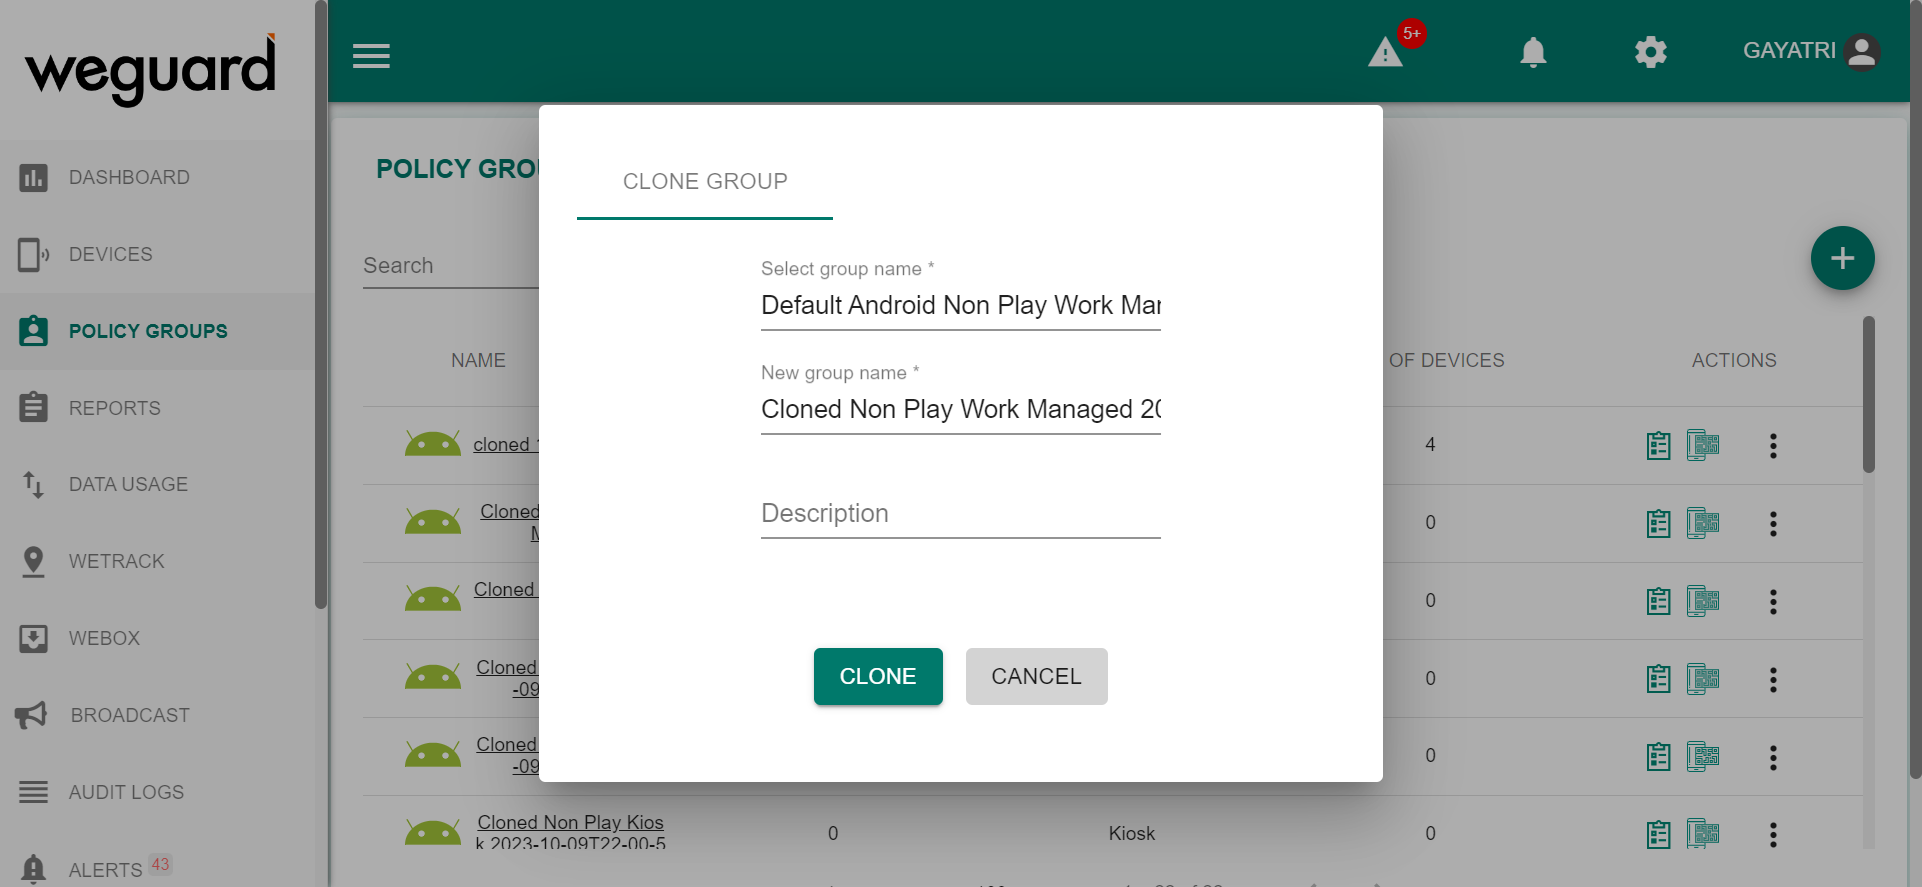 weguard
5+
GAYATRI
DASHBOARD
DEVICES
POLICY GROUPS
REPORTS
DATA USAGE
WETRACK
WEBOX
BROADCAST
AUDIT LOGS
ALERTS 43
POLICY GROU
Search
NAME
OF DEVICES
ACTIONS
cloned
4
Cloned
0
Cloned
0
Cloned
-09
0
Cloned
-09
0
Cloned Non Play Kios
k 2023-10-09T22-00-5
0
Kiosk
0
CLONE GROUP
Select group name *
Default Android Non Play Work Mar
New group name *
Cloned Non Play Work Managed 20
Description
CLONE
CANCEL